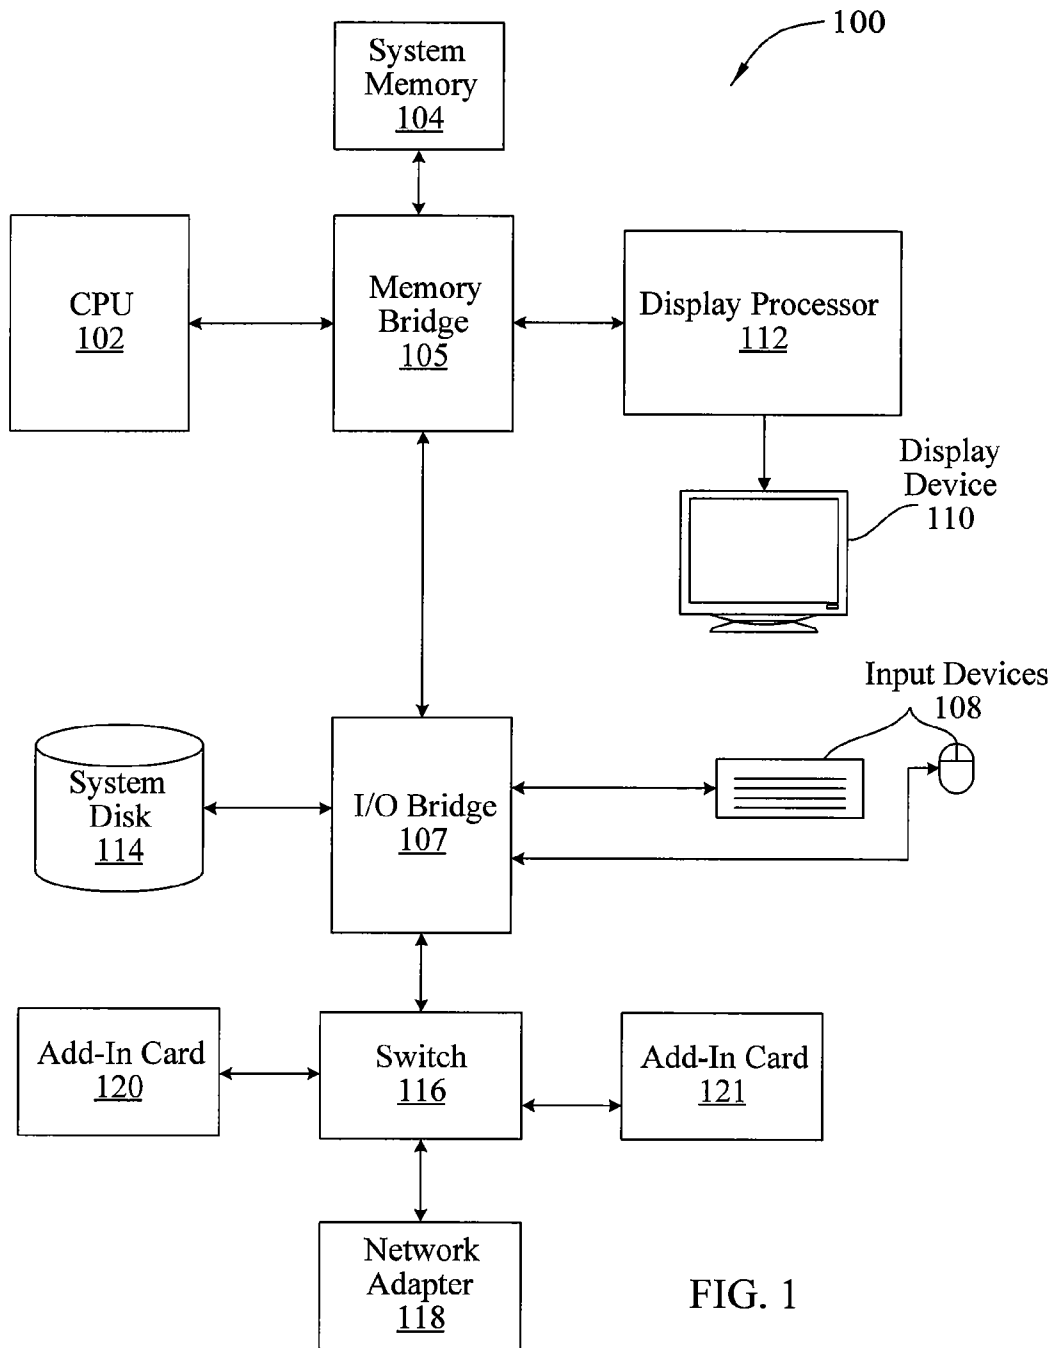 100
System
Memory
104
CPU
102
Memory
Bridge
105
Display Processor
112
Display
Device
110
Input Devices
108
System
Disk
114
I/O Bridge
107
Add-In Card
120
Switch
116
Add-In Card
121
Network
Adapter
118
FIG. 1